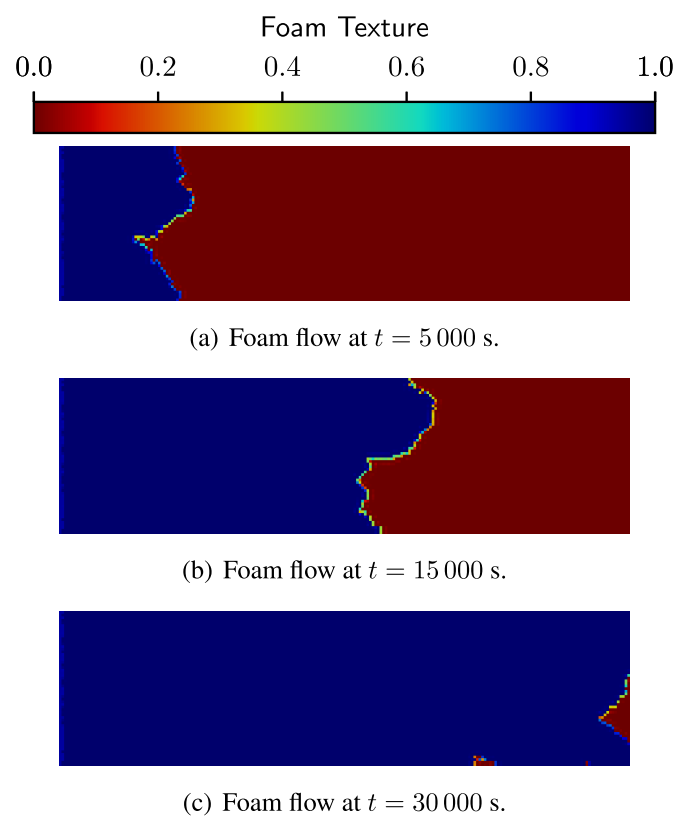 Foam Texture
0.0 0.2 0.4 0.6 0.8 1.0
(a) Foam flow at t = 5 000 s.
(b) Foam flow at t = 15 000 s.
(c) Foam flow at t = 30 000 s.